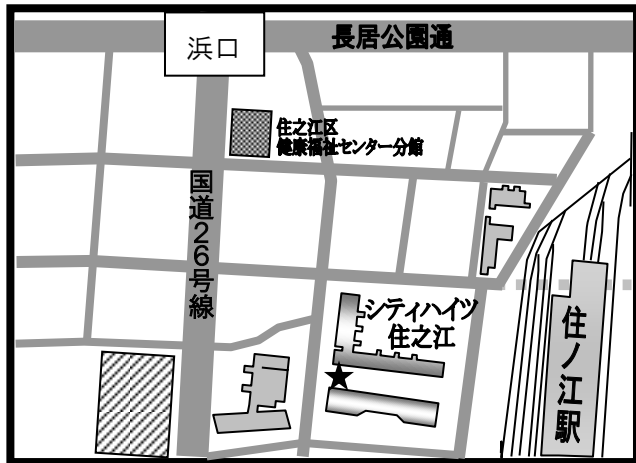 浜口
長居公園通
住之江区
健康福祉センター分館
国道26号線
シティハイツ
住之江
住ノ江駅